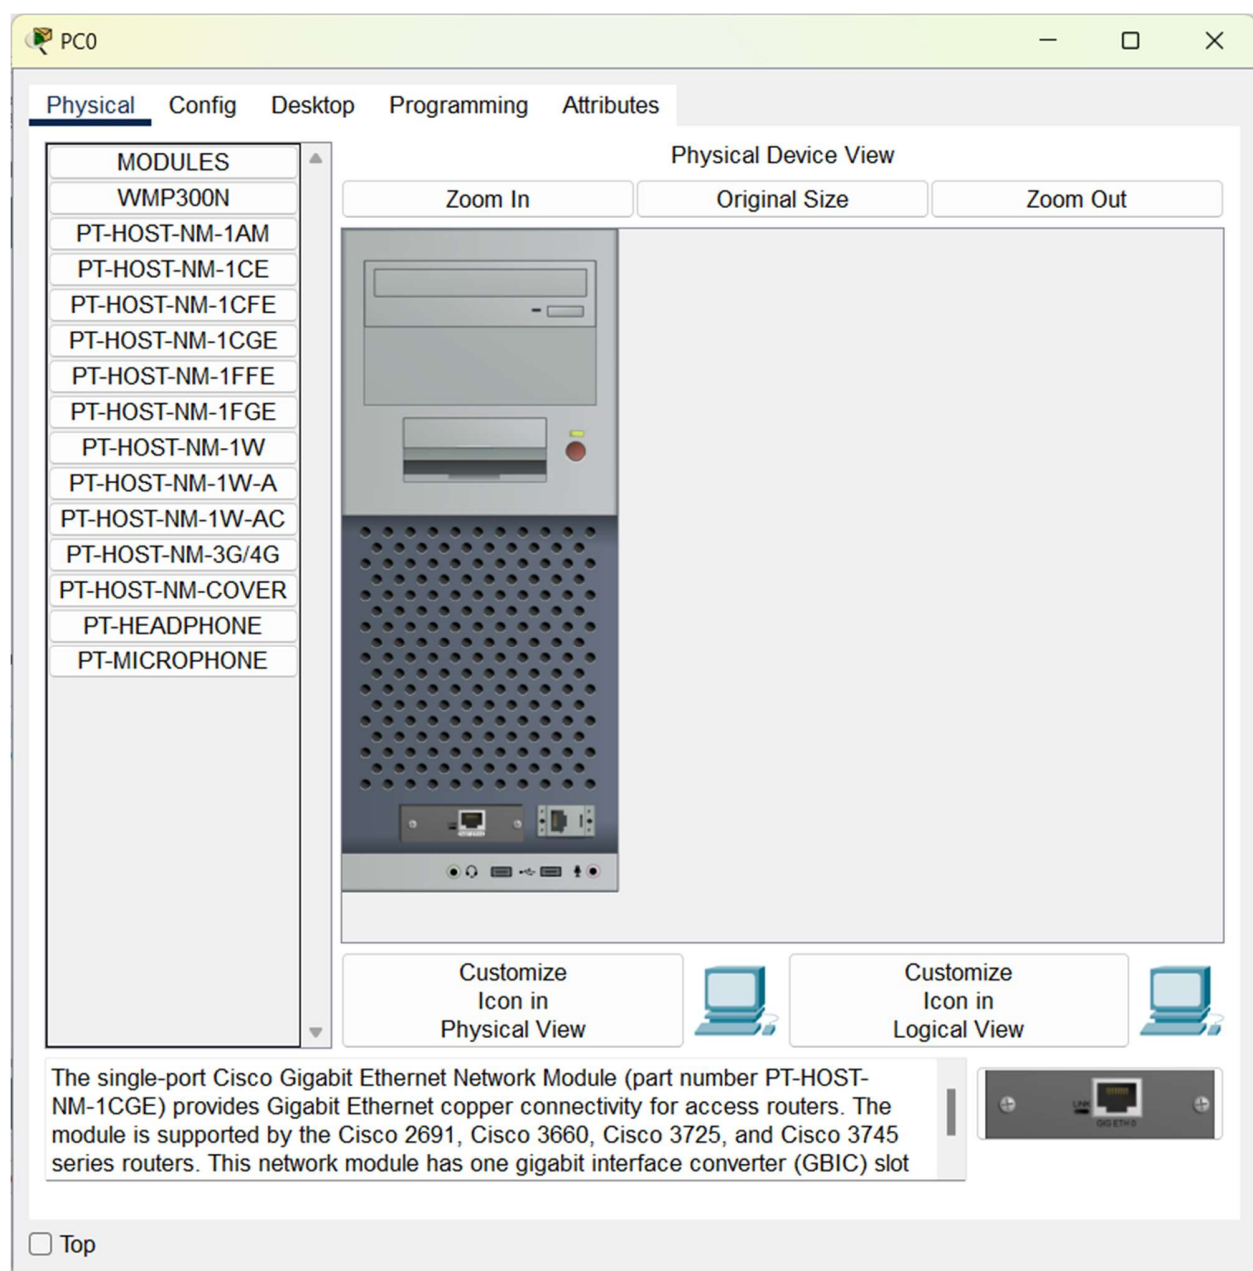 PC0
Physical Config Desktop Programming Attributes
MODULES
WMP300N
PT-HOST-NM-1AM
PT-HOST-NM-1CE
PT-HOST-NM-1CFE
PT-HOST-NM-1CGE
PT-HOST-NM-1FFE
PT-HOST-NM-1FGE
PT-HOST-NM-1W
PT-HOST-NM-1W-A
PT-HOST-NM-1W-AC
PT-HOST-NM-3G/4G
PT-HOST-NM-COVER
PT-HEADPHONE
PT-MICROPHONE
Physical Device View
Zoom In Original Size Zoom Out
Customize
Icon in
Physical View
Customize
Icon in
Logical View
The single-port Cisco Gigabit Ethernet Network Module (part number PT-HOST-
NM-1CGE) provides Gigabit Ethernet copper connectivity for access routers. The
module is supported by the Cisco 2691, Cisco 3660, Cisco 3725, and Cisco 3745
series routers. This network module has one gigabit interface converter (GBIC) slot
LINK
GIG ETH 0
Top